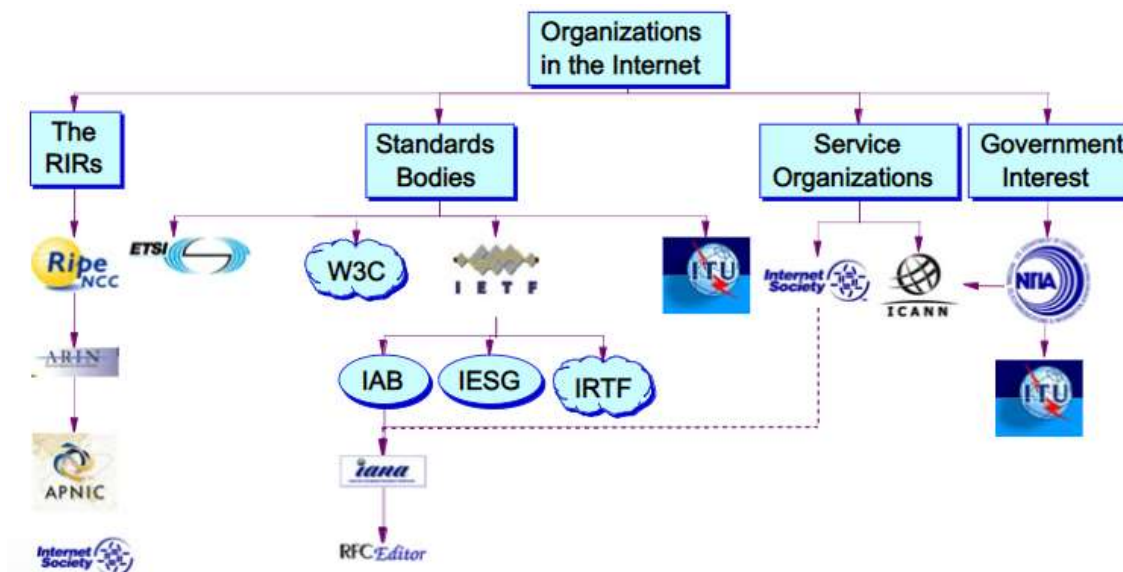 Organizations
in the Internet
The
RIRs
Standards
Bodies
Service
Organizations
Government
Interest
Ripe
NCC
ETSI
W3C
I E T F
ITU
Internet
Society
ICANN
NTIA
ARIN
IAB
IESG
IRTF
ITU
APNIC
iana
Internet
Society
RFC Editor